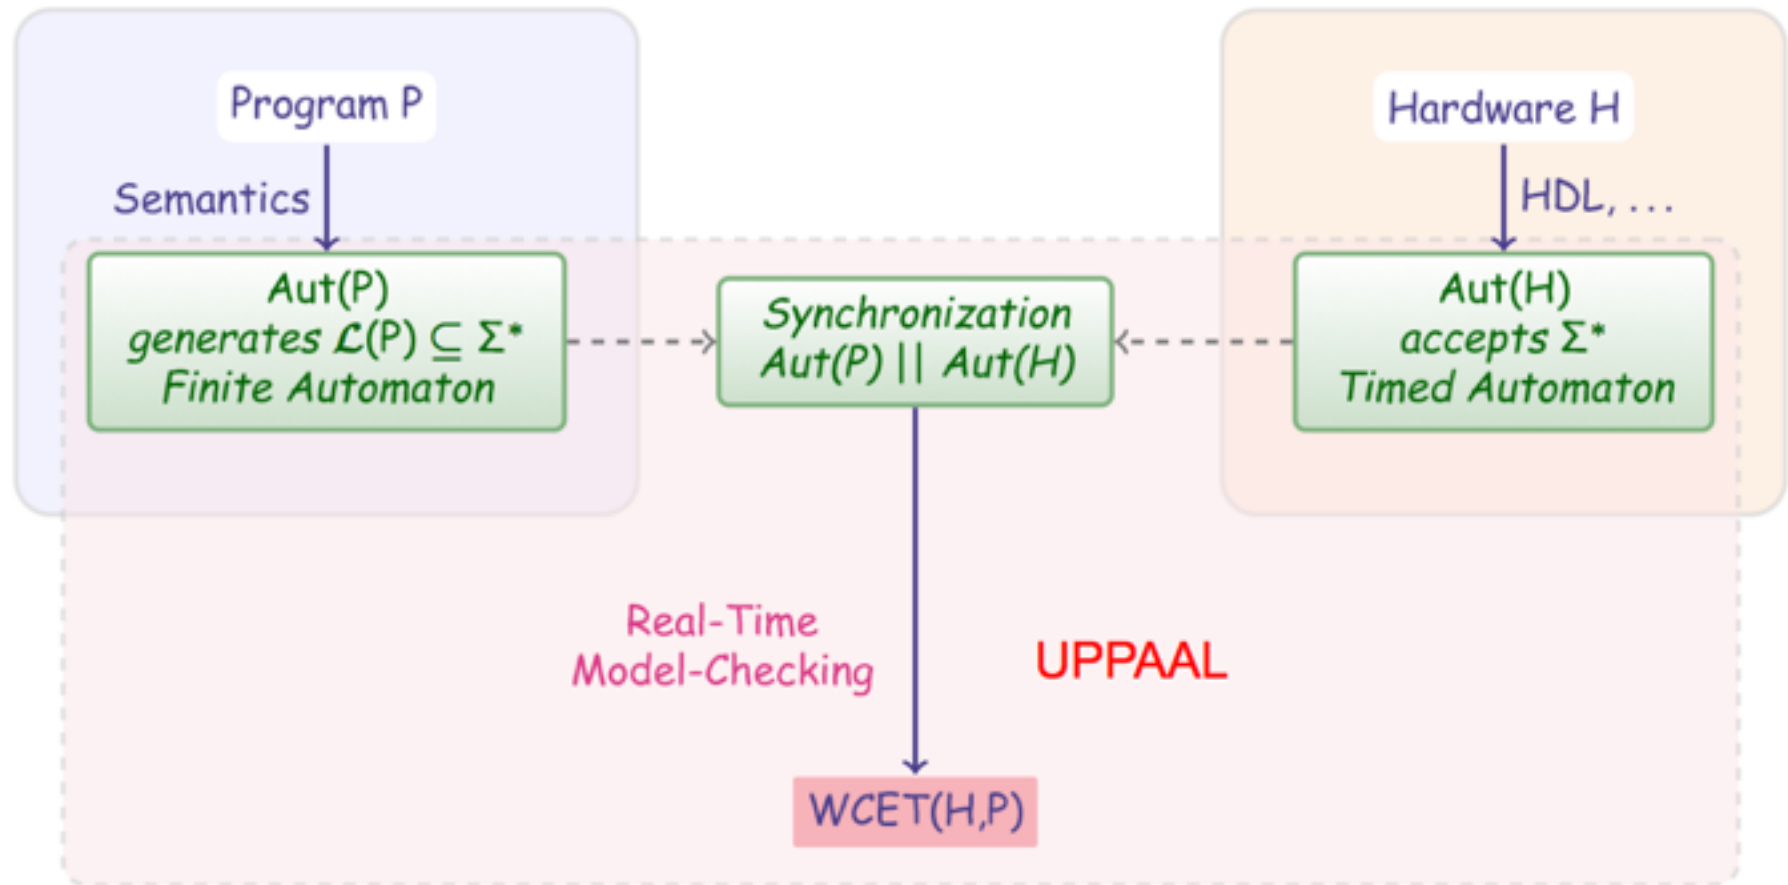 Program P
Semantics
Aut(P)
generates ℒ(P) ⊆ Σ*
Finite Automaton
Synchronization
Aut(P) || Aut(H)
Hardware H
HDL, ...
Aut(H)
accepts Σ*
Timed Automaton
Real-Time
Model-Checking
UPPAAL
WCET(H,P)